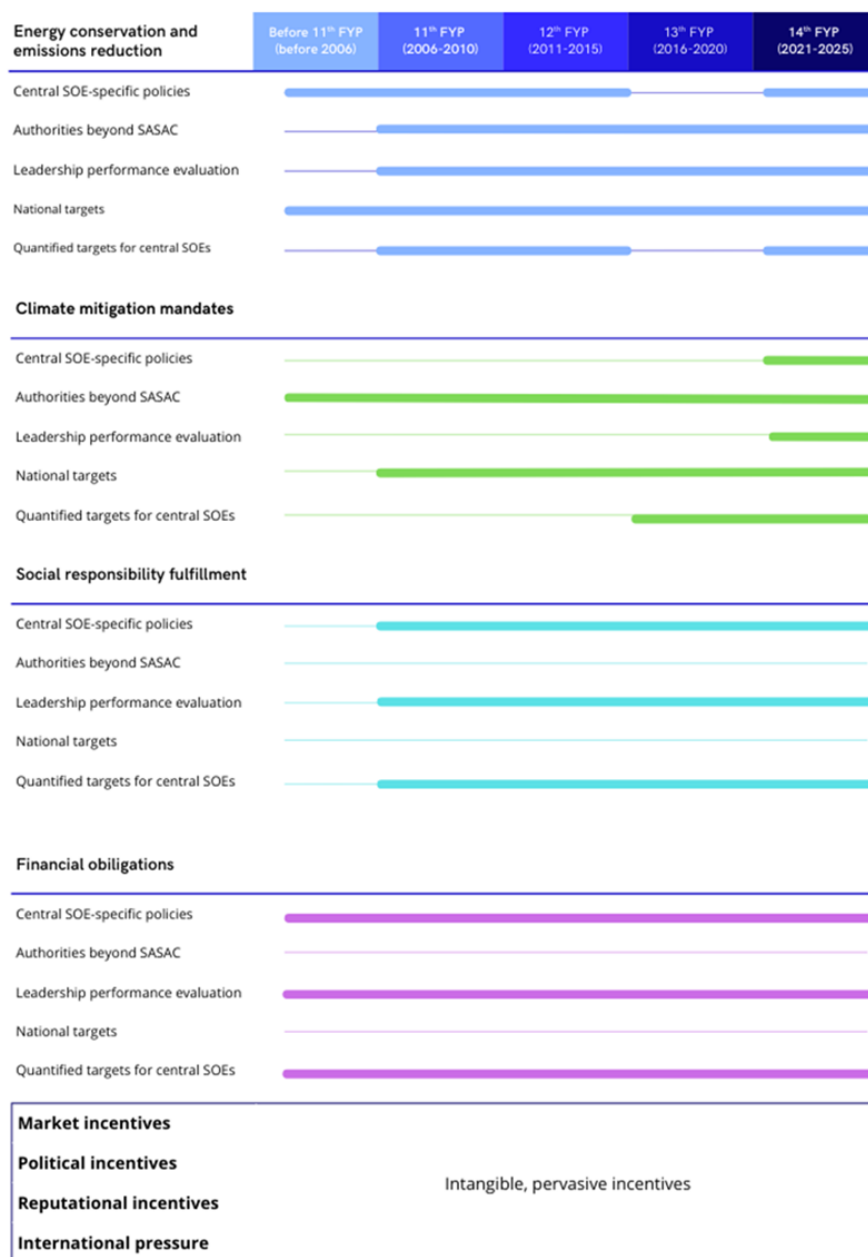 Energy conservation and
emissions reduction
Before 11th FYP
(before 2006)
11th FYP
(2006-2010)
12th FYP
(2011-2015)
13th FYP
(2016-2020)
14th FYP
(2021-2025)
Central SOE-specific policies
Authorities beyond SASAC
Leadership performance evaluation
National targets
Quantified targets for central SOEs
Climate mitigation mandates
Central SOE-specific policies
Authorities beyond SASAC
Leadership performance evaluation
National targets
Quantified targets for central SOEs
Social responsibility fulfillment
Central SOE-specific policies
Authorities beyond SASAC
Leadership performance evaluation
National targets
Quantified targets for central SOEs
Financial obiligations
Central SOE-specific policies
Authorities beyond SASAC
Leadership performance evaluation
National targets
Quantified targets for central SOEs
Market incentives
Political incentives
Intangible, pervasive incentives
Reputational incentives
International pressure